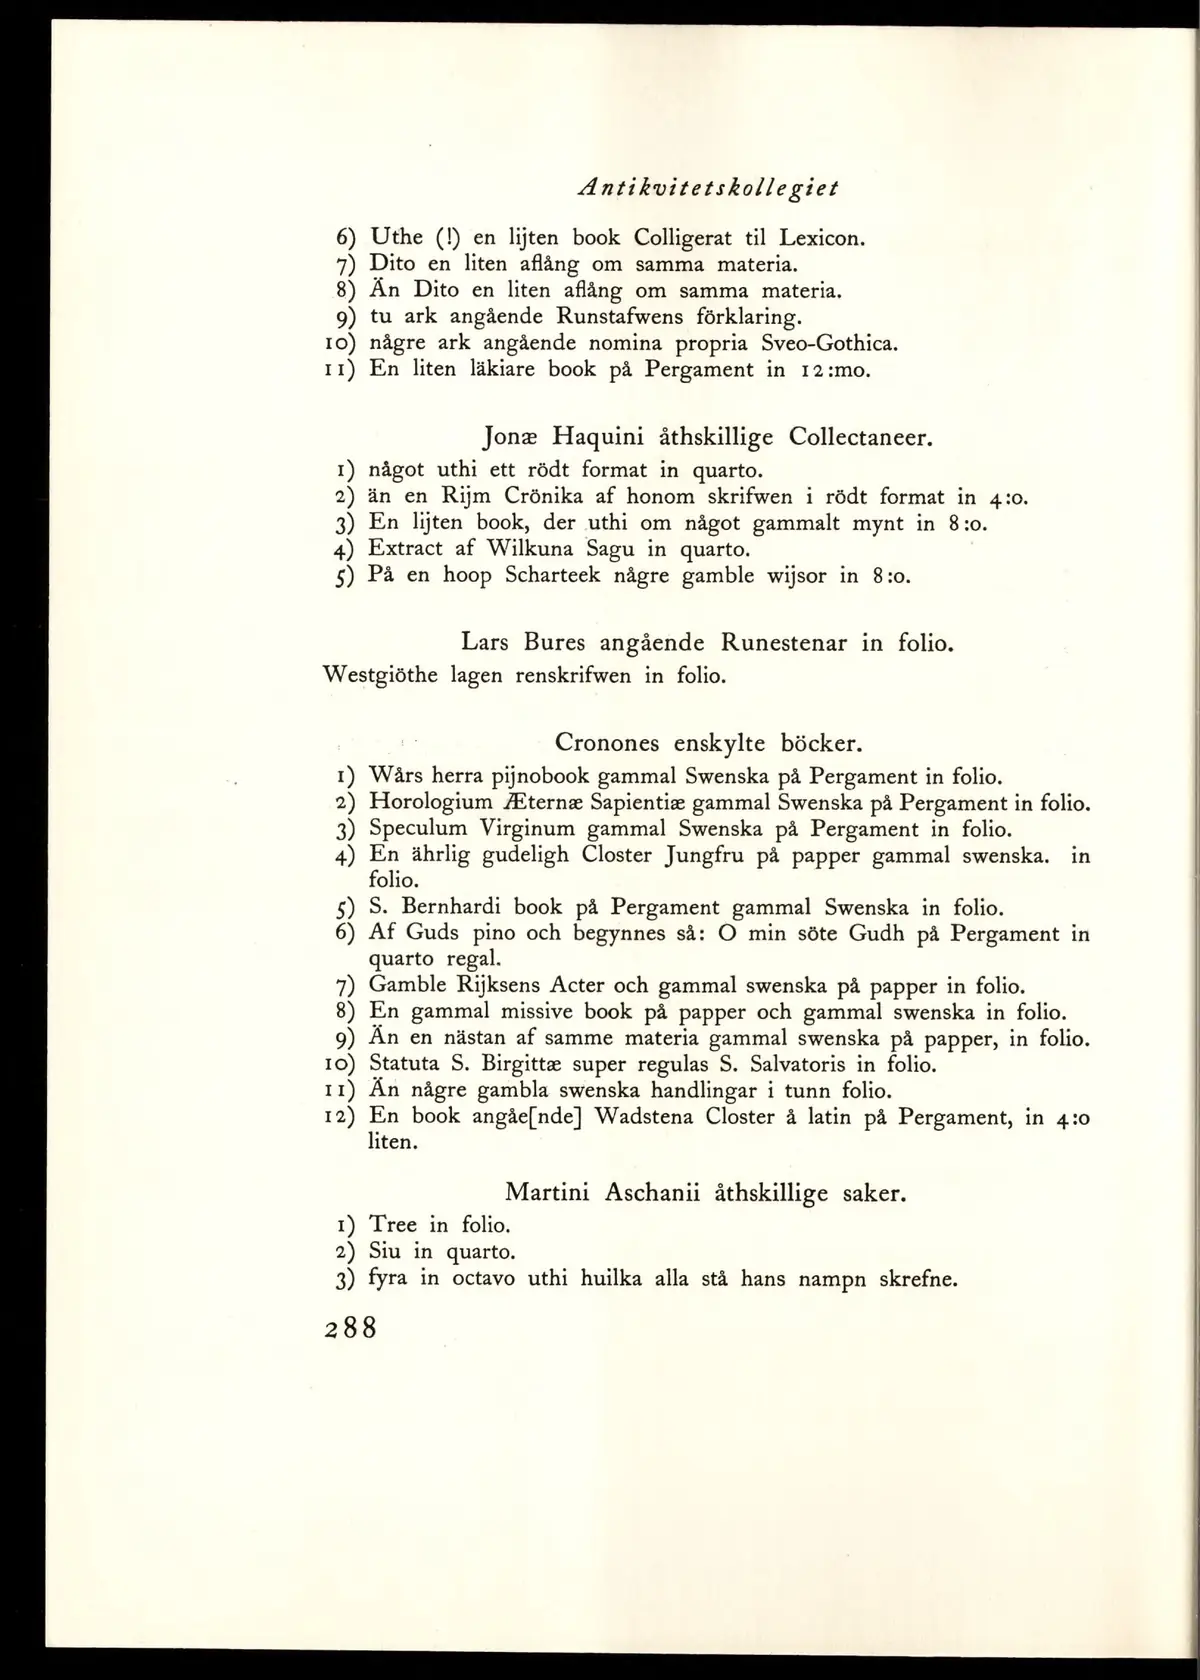 Antikvitetskollegiet
6) Uthe (!) en lijten book Colligerat til Lexicon.
7) Dito en liten aflång om samma materia.
8) Än Dito en liten aflång om samma materia.
9) tu ark angående Runstafwens förklaring.
10) någre ark angående nomina propria Sveo-Gothica.
11) En liten läkiare book på Pergament in 12:mo.
Jonæ Haquini åthskillige Collectaneer.
1) något uthi ett rödt format in quarto.
2) än en Rijm Crönika af honom skrifwen i rödt format in 4:o.
3) En lijten book, der uthi om något gammalt mynt in 8:o.
4) Extract af Wilkuna Sagu in quarto.
5) På en hoop Scharteek någre gamble wijsor in 8:o.
Lars Bures angående Runestenar in folio.
Westgiöthe lagen renskrifwen in folio.
Cronones enskylte böcker.
1) Wårs herra pijnobook gammal Swenska på Pergament in folio.
2) Horologium Æternæ Sapientiæ gammal Swenska på Pergament in folio.
3) Speculum Virginum gammal Swenska på Pergament in folio.
4) En ährlig gudeligh Closter Jungfru på papper gammal swenska. in
folio.
5) S. Bernhardi book på Pergament gammal Swenska in folio.
6) Af Guds pino och begynnes så: O min söte Gudh på Pergament in
quarto regal.
7) Gamble Rijksens Acter och gammal swenska på papper in folio.
8) En gammal missive book på papper och gammal swenska in folio.
9) Än en nästan af samme materia gammal swenska på papper, in folio.
10) Statuta S. Birgittæ super regulas S. Salvatoris in folio.
11) Än någre gambla swenska handlingar i tunn folio.
12) En book angåe[nde] Wadstena Closter å latin på Pergament, in 4:o
liten.
Martini Aschanii åthskillige saker.
1) Tree in folio.
2) Siu in quarto.
3) fyra in octavo uthi huilka alla stå hans nampn skrefne.
288